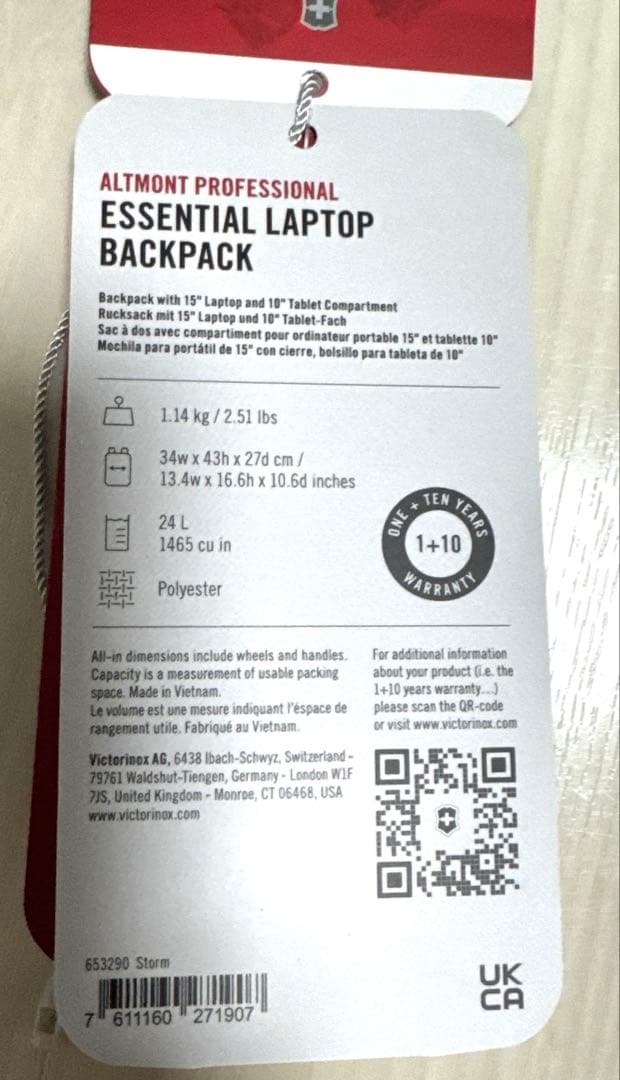 ALTMONT PROFESSIONAL
ESSENTIAL LAPTOP
BACKPACK
Backpack with 15" Laptop and 10" Tablet Compartment
Rucksack mit 15" Laptop und 10" Tablet-Fach
Sac à dos avec compartiment pour ordinateur portable 15" et tablette 10"
Mochila para portátil de 15" con cierre, bolsillo para tableta de 10"
1.14 kg / 2.51 lbs
34w x 43h x 27d cm /
13.4w x 16.6h x 10.6d inches
24 L
1465 cu in
Polyester
ONE + TEN YEARS
1+10
WARRANTY
All-in dimensions include wheels and handles.
Capacity is a measurement of usable packing
space. Made in Vietnam.
Le volume est une mesure indiquant l'éspace de
rangement utile. Fabriqué au Vietnam.
Victorinox AG, 6438 Ibach-Schwyz, Switzerland -
79761 Waldshut-Tiengen, Germany - London W1F
7JS, United Kingdom - Monroe, CT 06468, USA
www.victorinox.com
For additional information
about your product (i.e. the
1+10 years warranty...)
please scan the QR-code
or visit www.victorinox.com
653290 Storm
7 611160 271907
UK
CA